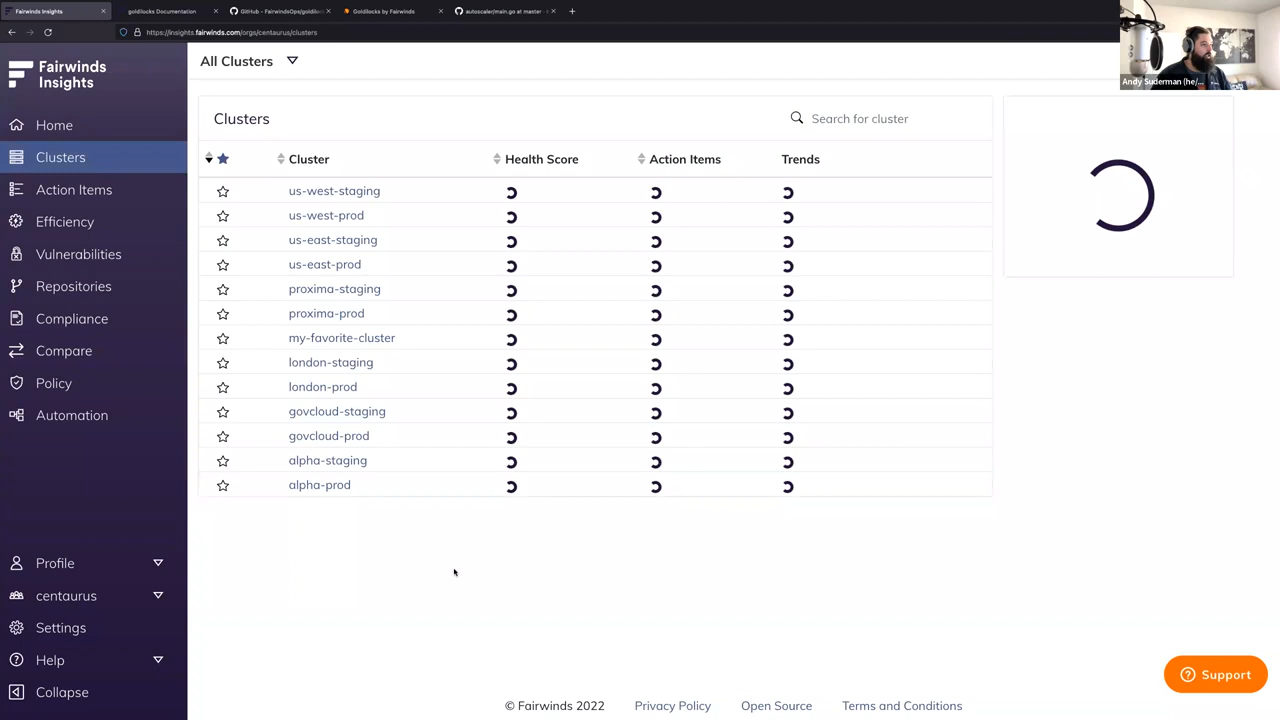 Fairwinds Insights
goldilocks Documentation
GitHub - FairwindsOps/goldiloc
Goldilocks by Fairwinds
autoscaler/main.go at master
https://insights.fairwinds.com/orgs/centaurus/clusters
Andy Suderman (he/...
Fairwinds
Insights
Home
Clusters
Action Items
Efficiency
Vulnerabilities
Repositories
Compliance
Compare
Policy
Automation
Profile
centaurus
Settings
Help
Collapse
All Clusters
Clusters
Search for cluster
Cluster Health Score Action Items Trends
us-west-staging
us-west-prod
us-east-staging
us-east-prod
proxima-staging
proxima-prod
my-favorite-cluster
london-staging
london-prod
govcloud-staging
govcloud-prod
alpha-staging
alpha-prod
Support
© Fairwinds 2022 Privacy Policy Open Source Terms and Conditions